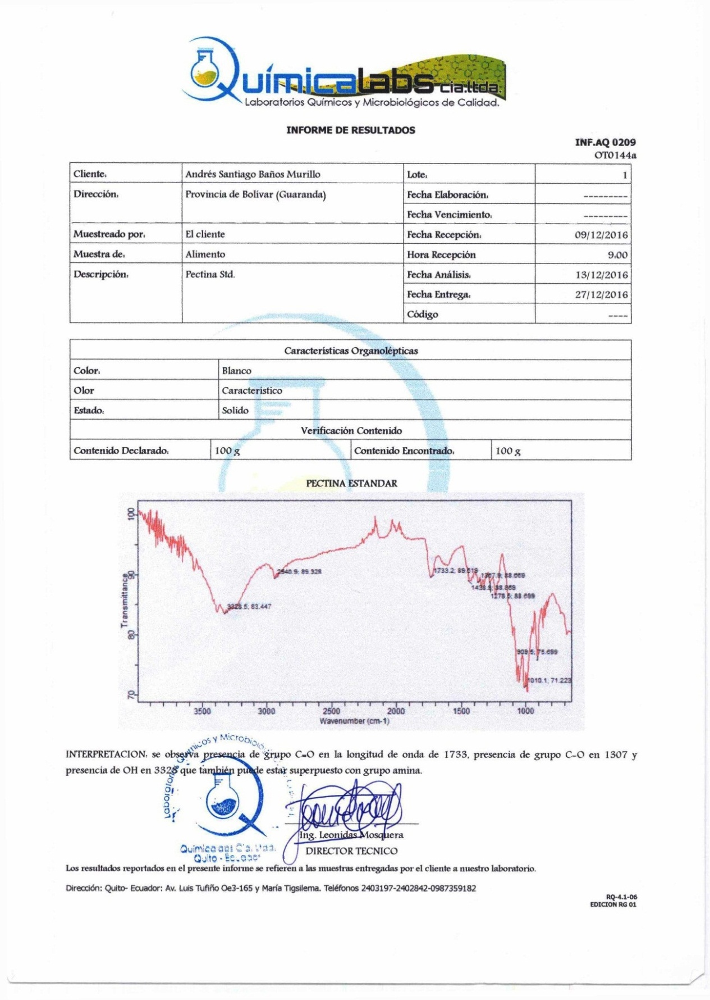 Químicalabs cia.ltda.
Laboratorios Químicos y Microbiológicos de Calidad.
INFORME DE RESULTADOS
INF.AQ 0209
OT0144a
Cliente: Andrés Santiago Baños Murillo Lote: 1
Dirección: Provincia de Bolívar (Guaranda) Fecha Elaboración: ---------
Fecha Vencimiento: ---------
Muestreado por: El cliente Fecha Recepción: 09/12/2016
Muestra de: Alimento Hora Recepción 9:00
Descripción: Pectina Std. Fecha Análisis: 13/12/2016
Fecha Entrega: 27/12/2016
Código ----
Características Organolépticas
Color: Blanco
Olor Característico
Estado: Solido
Verificación Contenido
Contenido Declarado: 100 g Contenido Encontrado: 100 g
PECTINA ESTANDAR
100
90
80
70
Transmittance
2940.9; 89.328
3328.5; 83.447
1733.2; 89.519
1307.9; 88.669
1438.8; 88.869
1278.5; 88.699
909.5; 75.699
1010.1; 71.223
3500 3000 2500 2000 1500 1000
Wavenumber (cm-1)
INTERPRETACION: se observa presencia de grupo C=O en la longitud de onda de 1733, presencia de grupo C-O en 1307 y
presencia de OH en 3328 que también puede estar superpuesto con grupo amina.
Laboratorios Químicos y Microbiológicos
Quito - Ecuador
Ing. Leonidas Mosquera
DIRECTOR TECNICO
Los resultados reportados en el presente informe se refieren a las muestras entregadas por el cliente a nuestro laboratorio.
Dirección: Quito- Ecuador: Av. Luis Tufiño Oe3-165 y María Tigsilema. Teléfonos 2403197-2402842-0987359182
RQ-4.1-06
EDICION RG 01